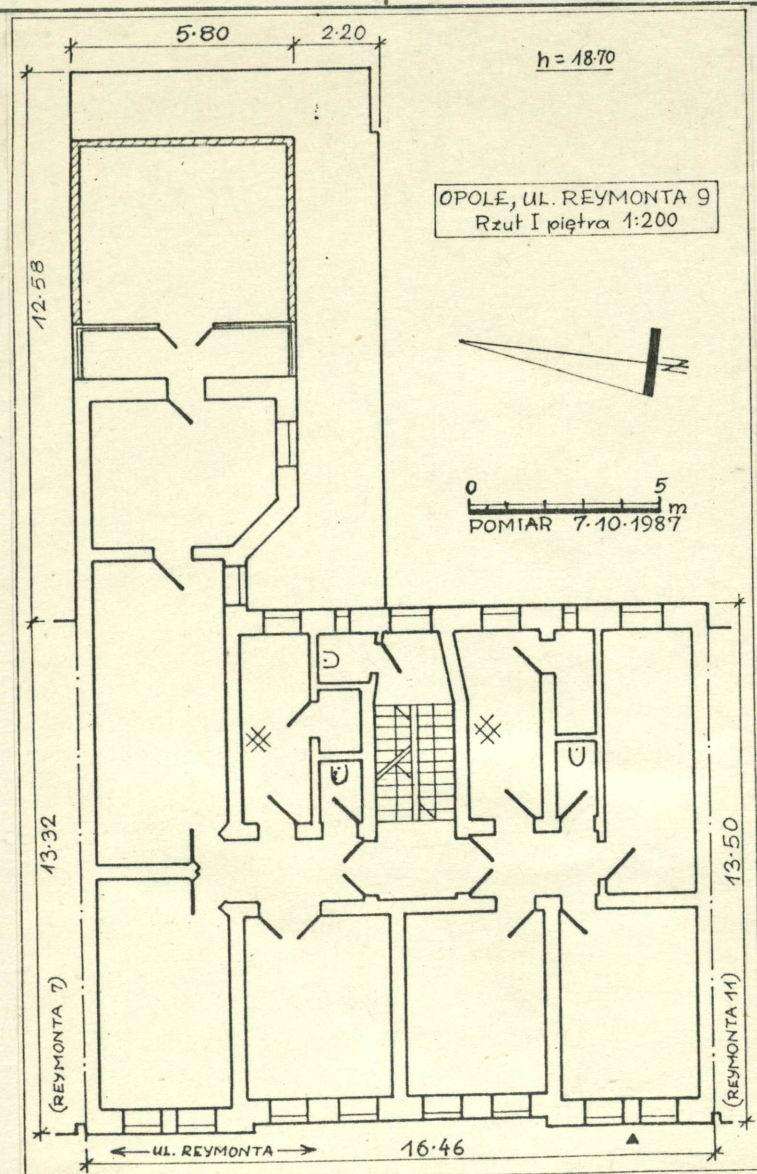 5·80
2·20
h = 18·70
OPOLE, UL. REYMONTA 9
Rzut I piętra 1:200
12·58
N
0 5 m
POMIAR 7·10·1987
13·32
13·50
(REYMONTA 7)
(REYMONTA 11)
← UL. REYMONTA →
16·46